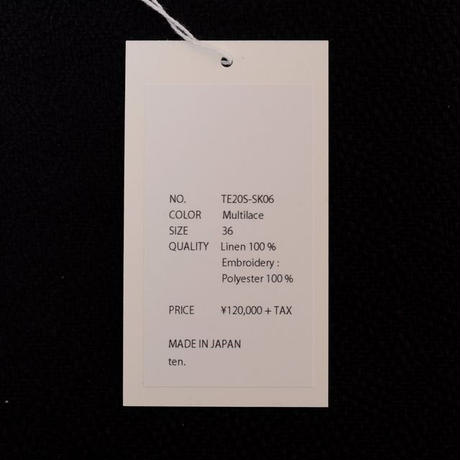 NO. TE20S-SK06
COLOR Multilace
SIZE 36
QUALITY Linen 100 %
Embroidery :
Polyester 100 %
PRICE ¥120,000 + TAX
MADE IN JAPAN
ten.